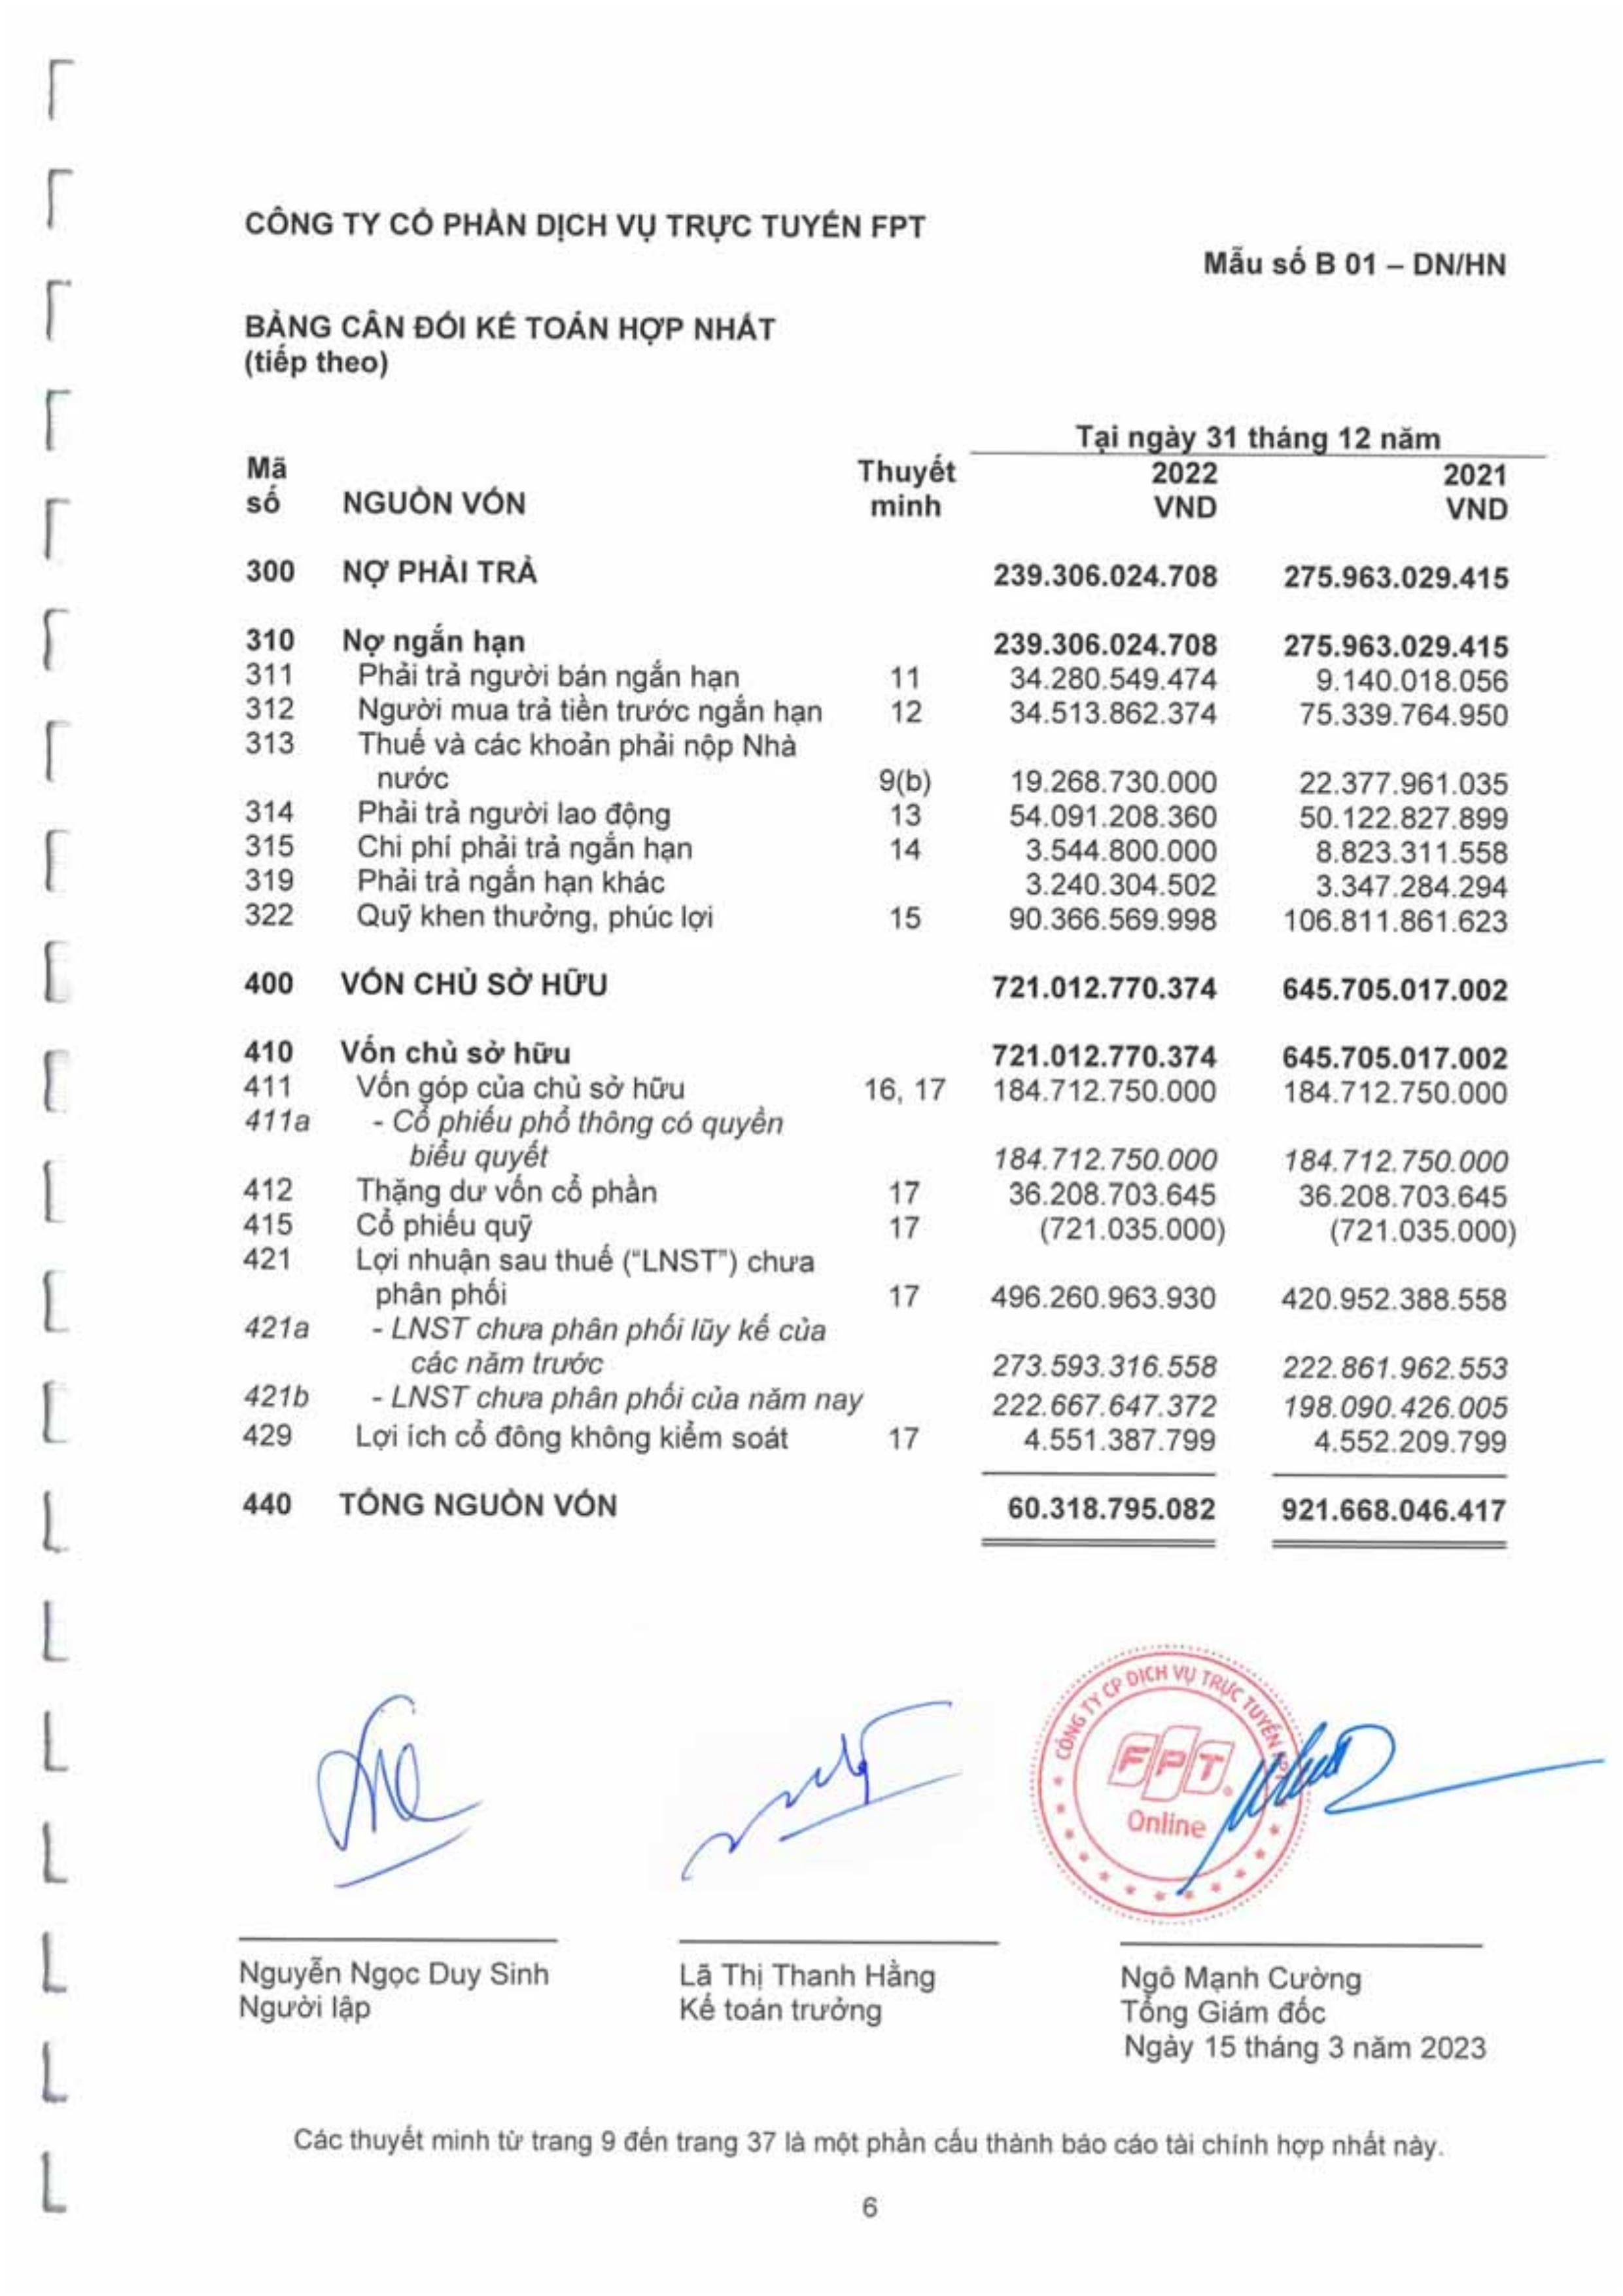 CÔNG TY CỔ PHẦN DỊCH VỤ TRỰC TUYẾN FPT
Mẫu số B 01 – DN/HN
BẢNG CÂN ĐỐI KẾ TOÁN HỢP NHẤT
(tiếp theo)
Tại ngày 31 tháng 12 năm
Mã Thuyết 2022 2021
số NGUỒN VỐN minh VND VND
300 NỢ PHẢI TRẢ 239.306.024.708 275.963.029.415
310 Nợ ngắn hạn 239.306.024.708 275.963.029.415
311 Phải trả người bán ngắn hạn 11 34.280.549.474 9.140.018.056
312 Người mua trả tiền trước ngắn hạn 12 34.513.862.374 75.339.764.950
313 Thuế và các khoản phải nộp Nhà
nước 9(b) 19.268.730.000 22.377.961.035
314 Phải trả người lao động 13 54.091.208.360 50.122.827.899
315 Chi phí phải trả ngắn hạn 14 3.544.800.000 8.823.311.558
319 Phải trả ngắn hạn khác 3.240.304.502 3.347.284.294
322 Quỹ khen thưởng, phúc lợi 15 90.366.569.998 106.811.861.623
400 VỐN CHỦ SỞ HỮU 721.012.770.374 645.705.017.002
410 Vốn chủ sở hữu 721.012.770.374 645.705.017.002
411 Vốn góp của chủ sở hữu 16, 17 184.712.750.000 184.712.750.000
411a - Cổ phiếu phổ thông có quyền
biểu quyết 184.712.750.000 184.712.750.000
412 Thặng dư vốn cổ phần 17 36.208.703.645 36.208.703.645
415 Cổ phiếu quỹ 17 (721.035.000) (721.035.000)
421 Lợi nhuận sau thuế (“LNST”) chưa
phân phối 17 496.260.963.930 420.952.388.558
421a - LNST chưa phân phối lũy kế của
các năm trước 273.593.316.558 222.861.962.553
421b - LNST chưa phân phối của năm nay 222.667.647.372 198.090.426.005
429 Lợi ích cổ đông không kiểm soát 17 4.551.387.799 4.552.209.799
440 TỔNG NGUỒN VỐN 60.318.795.082 921.668.046.417
CÔNG TY CP DỊCH VỤ TRỰC TUYẾN
FPT
Online
Nguyễn Ngọc Duy Sinh
Người lập
Lã Thị Thanh Hằng
Kế toán trưởng
Ngô Mạnh Cường
Tổng Giám đốc
Ngày 15 tháng 3 năm 2023
Các thuyết minh từ trang 9 đến trang 37 là một phần cấu thành báo cáo tài chính hợp nhất này.
6